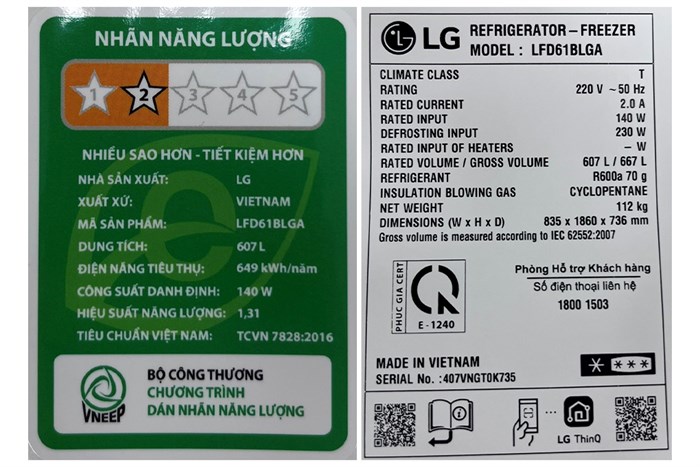 NHÃN NĂNG LƯỢNG
1 2 3 4 5
NHIỀU SAO HƠN - TIẾT KIỆM HƠN
NHÀ SẢN XUẤT: LG
XUẤT XỨ: VIETNAM
MÃ SẢN PHẨM: LFD61BLGA
DUNG TÍCH: 607 L
ĐIỆN NĂNG TIÊU THỤ: 649 kWh/năm
CÔNG SUẤT DANH ĐỊNH: 140 W
HIỆU SUẤT NĂNG LƯỢNG: 1,31
TIÊU CHUẨN VIỆT NAM: TCVN 7828:2016
VNEEP
BỘ CÔNG THƯƠNG
CHƯƠNG TRÌNH
DÁN NHÃN NĂNG LƯỢNG
LG REFRIGERATOR – FREEZER
MODEL : LFD61BLGA
CLIMATE CLASS T
RATING 220 V ~ 50 Hz
RATED CURRENT 2.0 A
RATED INPUT 140 W
DEFROSTING INPUT 230 W
RATED INPUT OF HEATERS – W
RATED VOLUME / GROSS VOLUME 607 L / 667 L
REFRIGERANT R600a 70 g
INSULATION BLOWING GAS CYCLOPENTANE
NET WEIGHT 112 kg
DIMENSIONS (W x H x D) 835 x 1860 x 736 mm
Gross volume is measured according to IEC 62552:2007
PHUC GIA CERT
E - 1240
Phòng Hỗ trợ Khách hàng
Số điện thoại liên hệ
1800 1503
MADE IN VIETNAM
SERIAL No. :407VNGT0K735
LG ThinQ